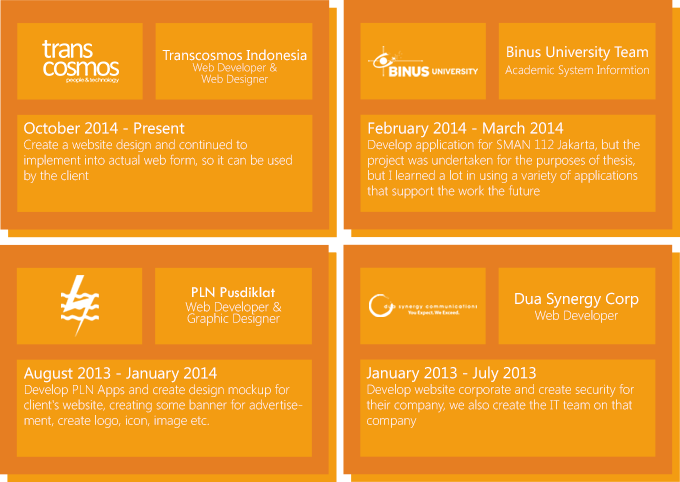 trans
cosmos
people & technology
Transcosmos Indonesia
Web Developer &
Web Designer
October 2014 - Present
Create a website design and continued to
implement into actual web form, so it can be used
by the client
BINUS UNIVERSITY
Binus University Team
Academic System Informtion
February 2014 - March 2014
Develop application for SMAN 112 Jakarta, but the
project was undertaken for the purposes of thesis,
but I learned a lot in using a variety of applications
that support the work the future
PLN Pusdiklat
Web Developer &
Graphic Designer
August 2013 - January 2014
Develop PLN Apps and create design mockup for
client's website, creating some banner for advertise-
ment, create logo, icon, image etc.
dua synergy communications
You Expect. We Exceed.
Dua Synergy Corp
Web Developer
January 2013 - July 2013
Develop website corporate and create security for
their company, we also create the IT team on that
company